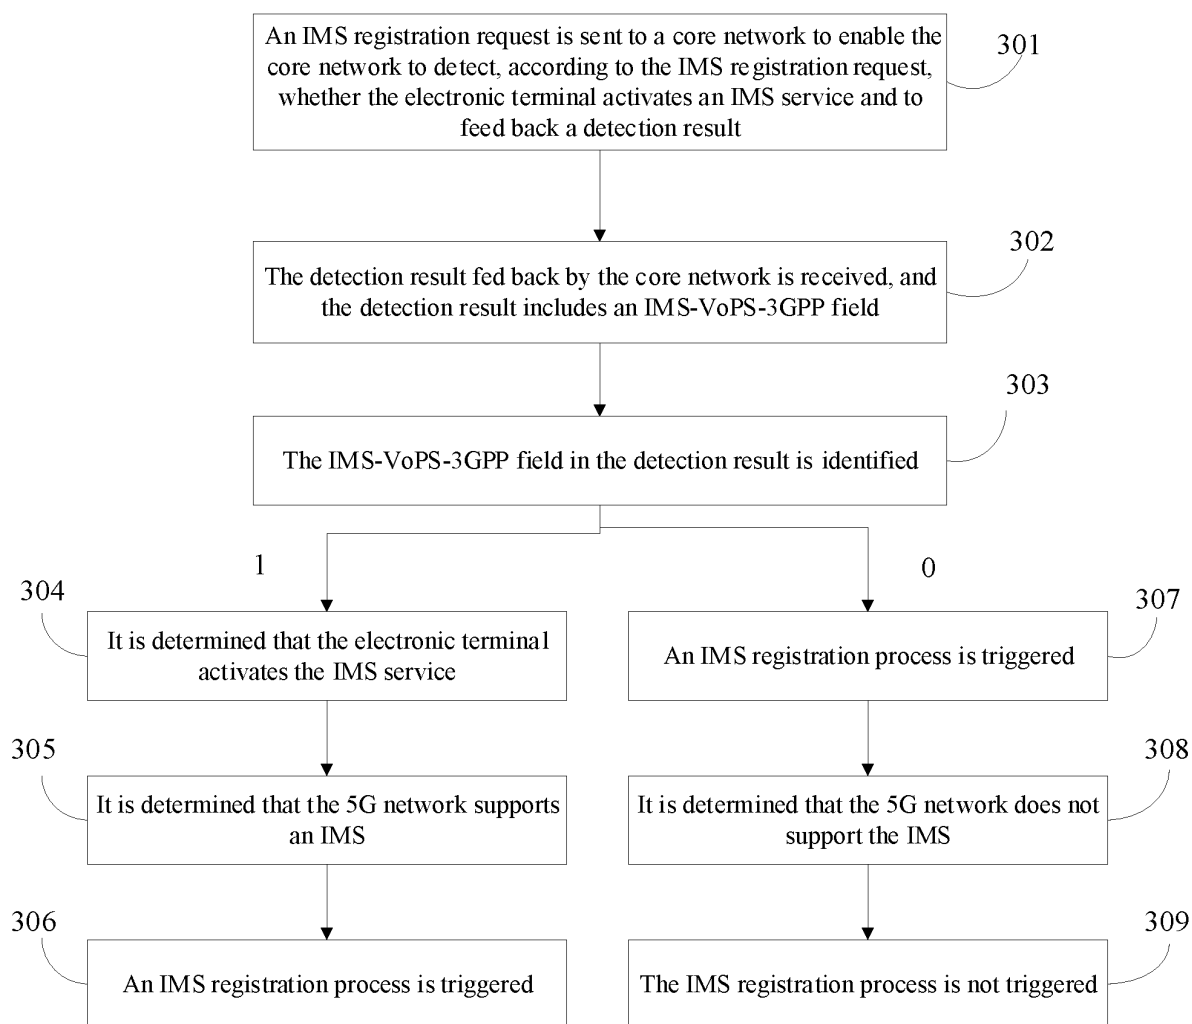 An IMS registration request is sent to a core network to enable the
core network to detect, according to the IMS registration request,
whether the electronic terminal activates an IMS service and to
feed back a detection result
301
The detection result fed back by the core network is received, and
the detection result includes an IMS-VoPS-3GPP field
302
The IMS-VoPS-3GPP field in the detection result is identified
303
1
0
304
It is determined that the electronic terminal
activates the IMS service
307
An IMS registration process is triggered
305
It is determined that the 5G network supports
an IMS
308
It is determined that the 5G network does not
support the IMS
306
An IMS registration process is triggered
309
The IMS registration process is not triggered